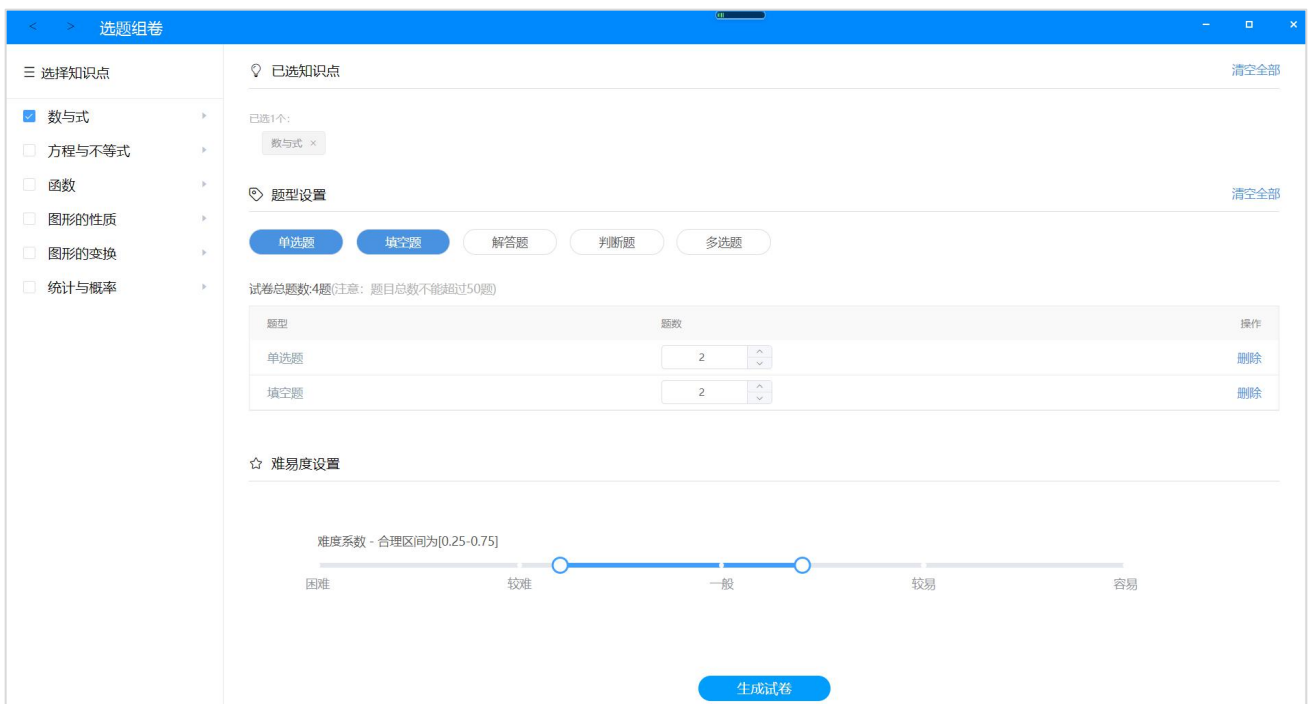 < > 选题组卷
选择知识点
数与式
方程与不等式
函数
图形的性质
图形的变换
统计与概率
已选知识点 清空全部
已选1个:
数与式 ×
题型设置 清空全部
单选题 填空题 解答题 判断题 多选题
试卷总题数:4题(注意：题目总数不能超过50题)
题型 题数 操作
单选题 2 删除
填空题 2 删除
难易度设置
难度系数 - 合理区间为[0.25-0.75]
困难 较难 一般 较易 容易
生成试卷